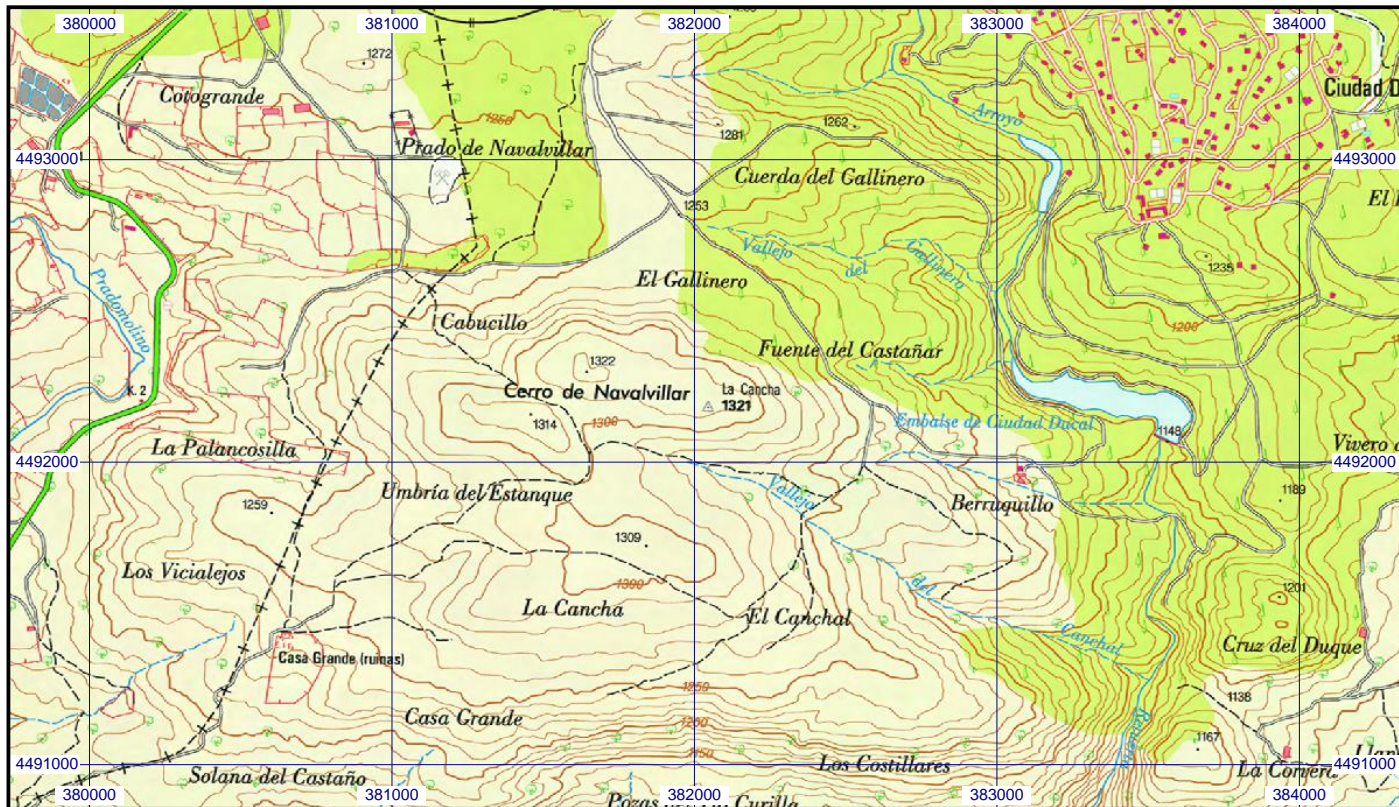 380000 381000 382000 383000 384000
1272
Cotogrande
Ciudad D
1250
1281
1262
Arroyo
Prado de Navalvillar
4493000 4493000
Cuerda del Gallinero
El
1253
Vallejo
del
Gallinero
1235
Pradomolino
El Gallinero
Cabucillo
1200
Fuente del Castañar
1322
K. 2
Cerro de Navalvillar
La Cancha
1321
1314
1300
Embalse de Ciudad Ducal
1148
La Palancosilla
Vivero
4492000 4492000
Umbría del Estanque
Vallejo
Berruquillo
1189
1259
1309
Los Vicialejos
1300
del
La Cancha
El Canchal
1201
Canchal
Cruz del Duque
Casa Grande (ruinas)
1250
1138
Casa Grande
1200
1167
1150
4491000 4491000
Solana del Castaño
Los Costillares
La Corvera
Pozas
Curilla
380000 381000 382000 383000 384000